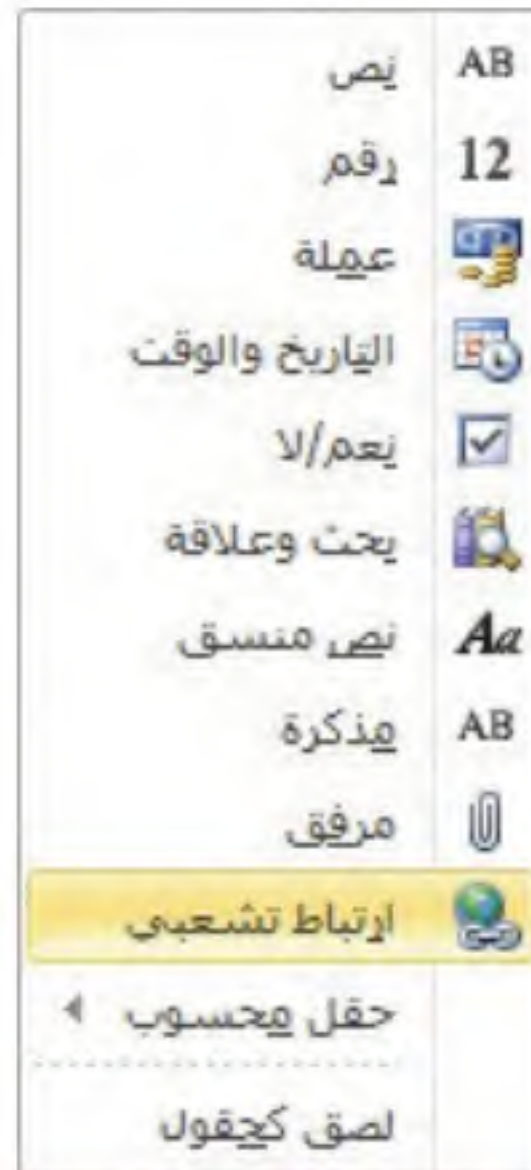 نص AB
رقم 12
عملة
التاريخ والوقت
نعم/لا
بحث وعلاقة
نص منسق Aa
مذكرة AB
مرفق
ارتباط تشعبي
حقل محسوب
لصق كحقول